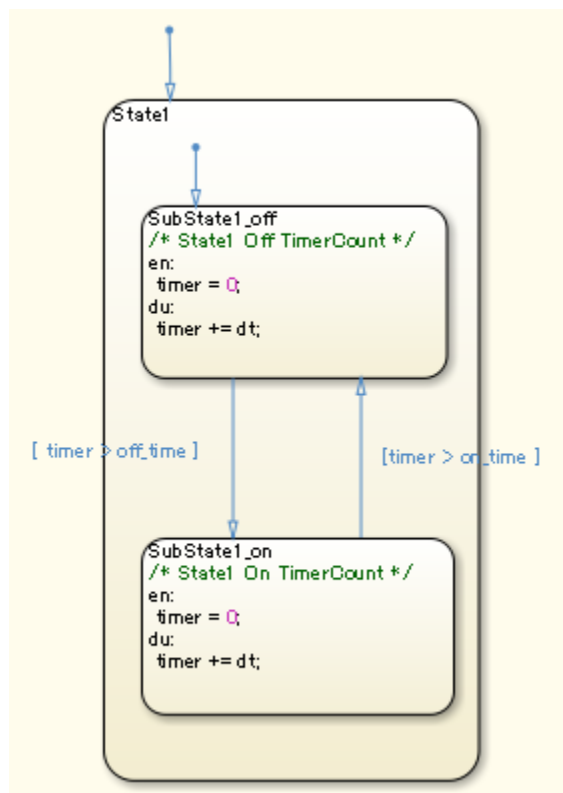 State1
SubState1_off
/* State1 Off TimerCount */
en:
timer = 0;
du:
timer += dt;
[ timer > off_time ]
[timer > on_time ]
SubState1_on
/* State1 On TimerCount */
en:
timer = 0;
du:
timer += dt;